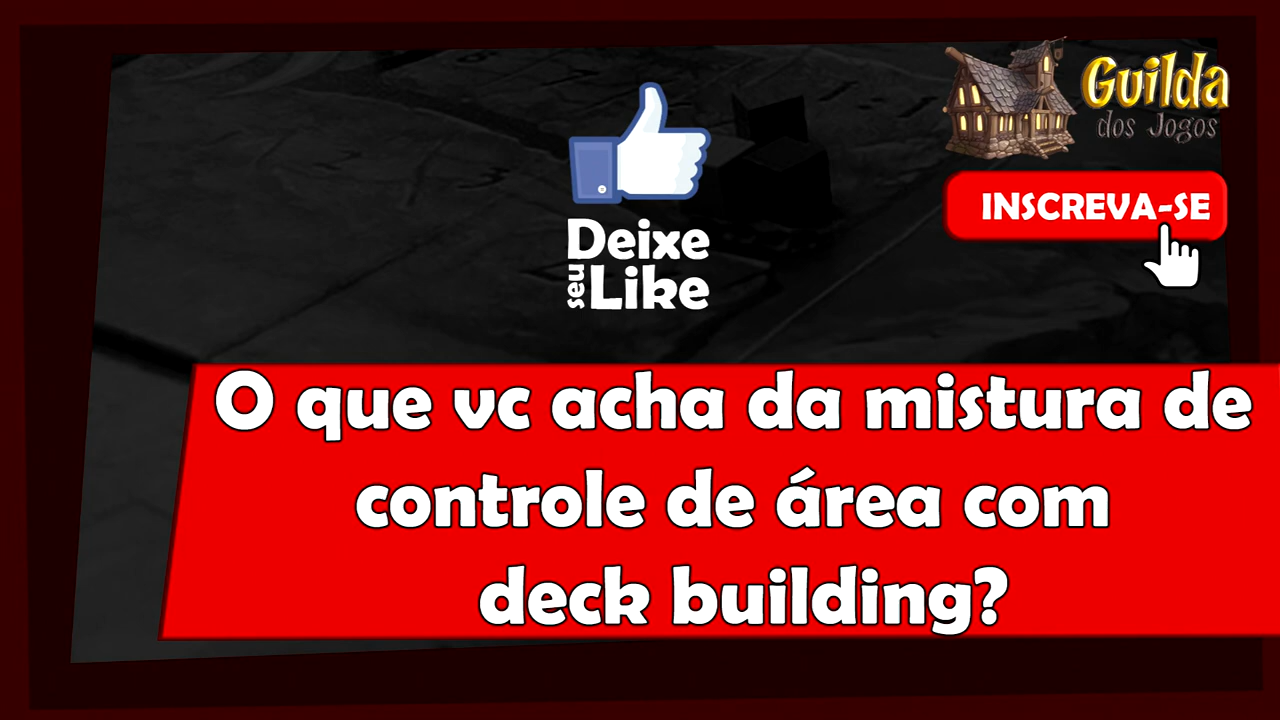 Guilda
dos Jogos
INSCREVA-SE
Deixe
seu Like
O que vc acha da mistura de
controle de área com
deck building?